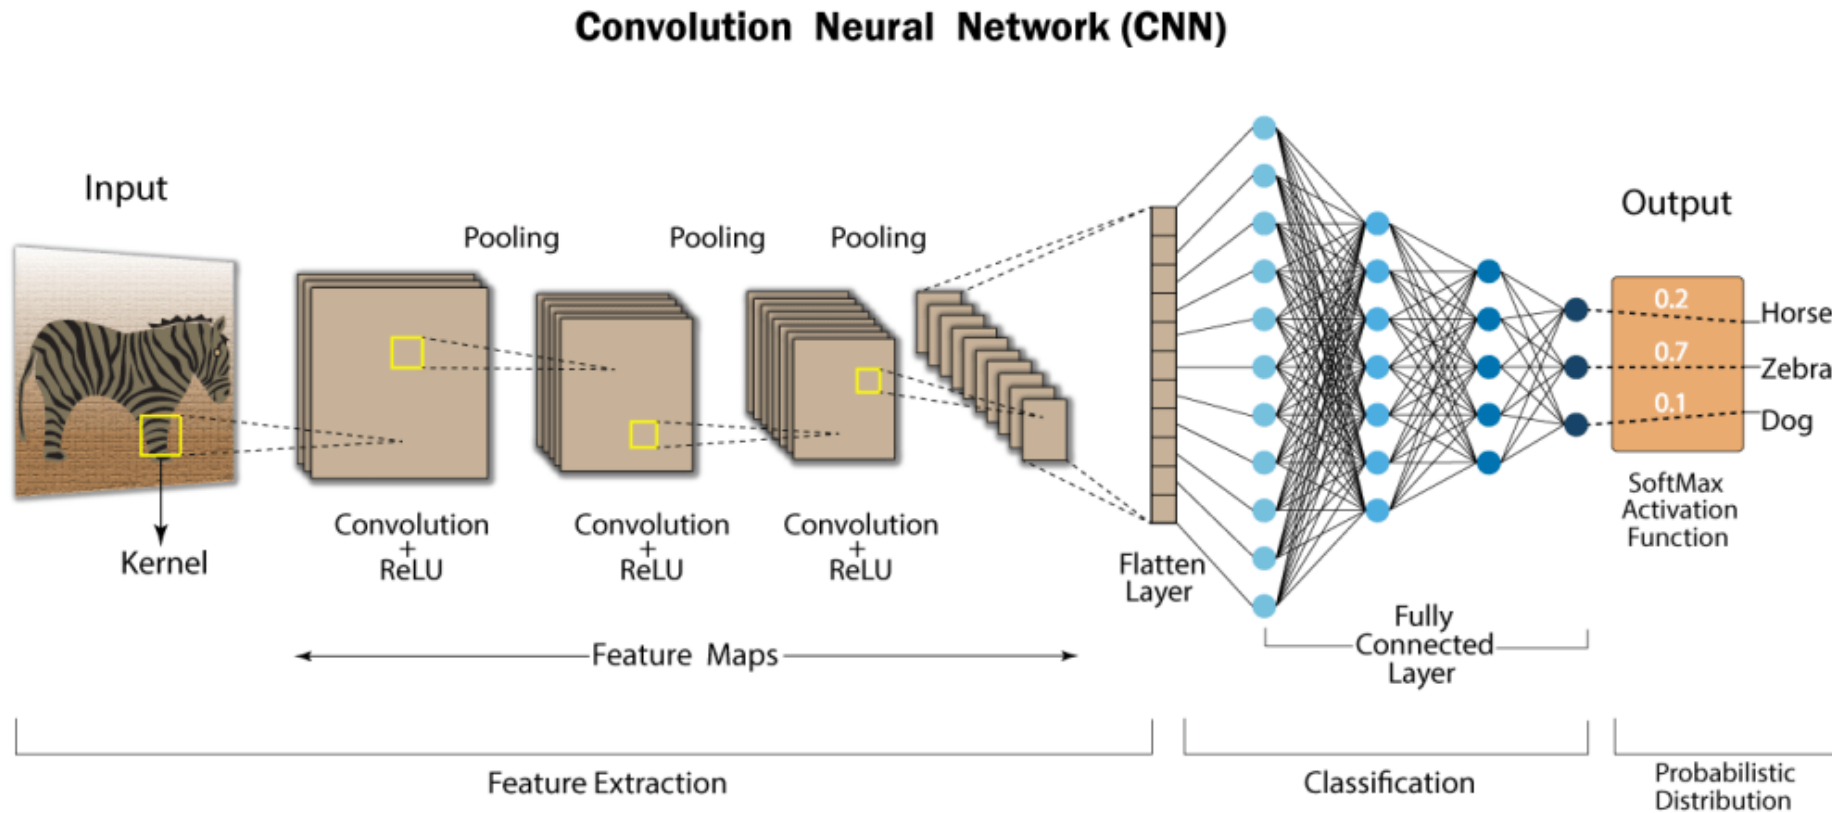 Convolution Neural Network (CNN)
Input
Output
Pooling
Pooling
Pooling
0.2
Horse
0.7
Zebra
0.1
Dog
SoftMax
Activation
Function
Kernel
Convolution
+
ReLU
Convolution
+
ReLU
Convolution
+
ReLU
Flatten
Layer
Fully
Connected
Layer
Feature Maps
Feature Extraction
Classification
Probabilistic
Distribution